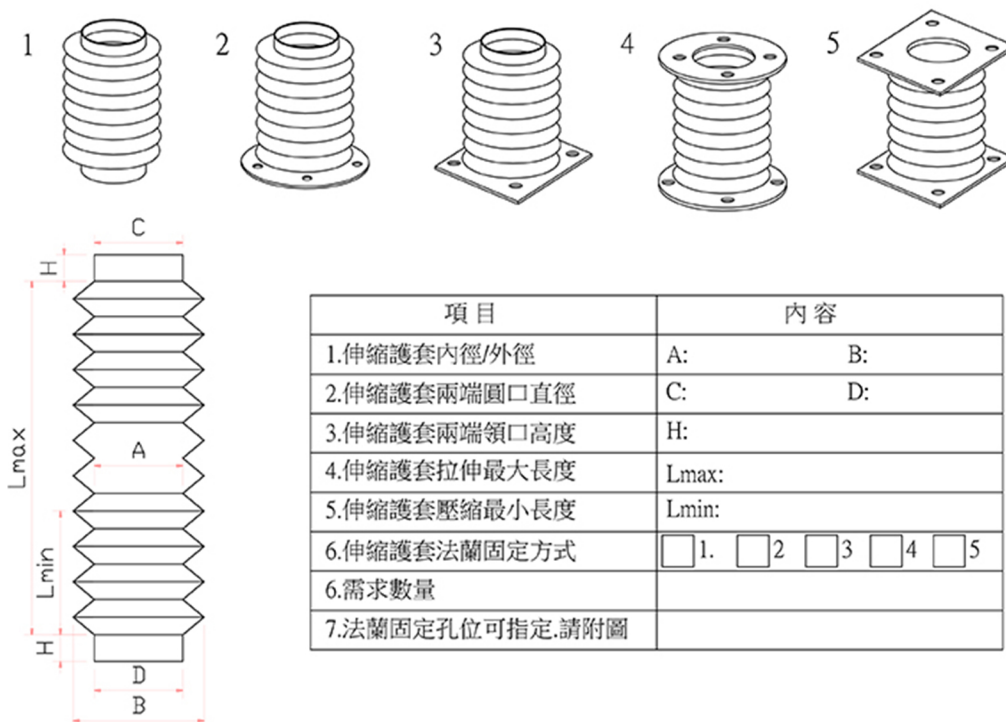 1 2 3 4 5
C
H
Lmax
A
Lmin
H
D
B
項目 內容
1.伸縮護套內徑/外徑 A: B:
2.伸縮護套兩端圓口直徑 C: D:
3.伸縮護套兩端領口高度 H:
4.伸縮護套拉伸最大長度 Lmax:
5.伸縮護套壓縮最小長度 Lmin:
6.伸縮護套法蘭固定方式 1. 2 3 4 5
6.需求數量
7.法蘭固定孔位可指定.請附圖